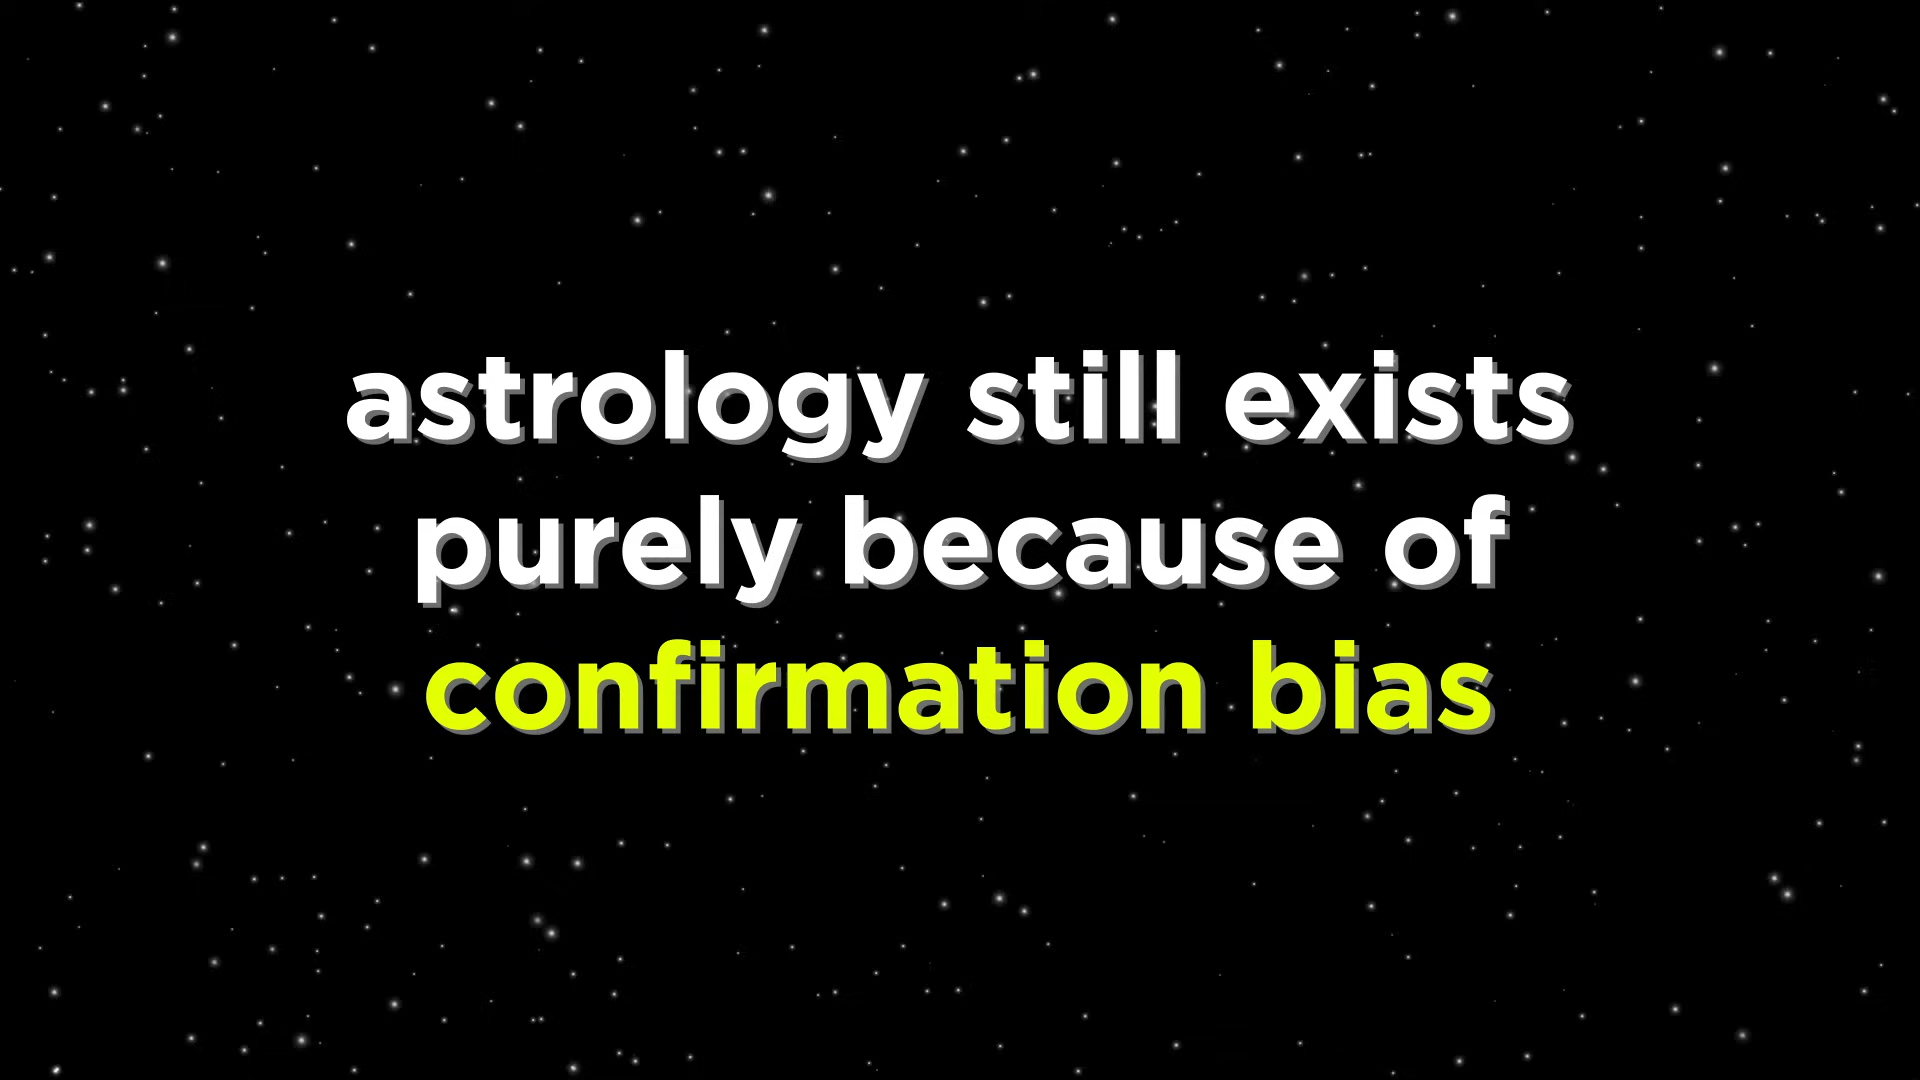 astrology still exists
purely because of
confirmation bias